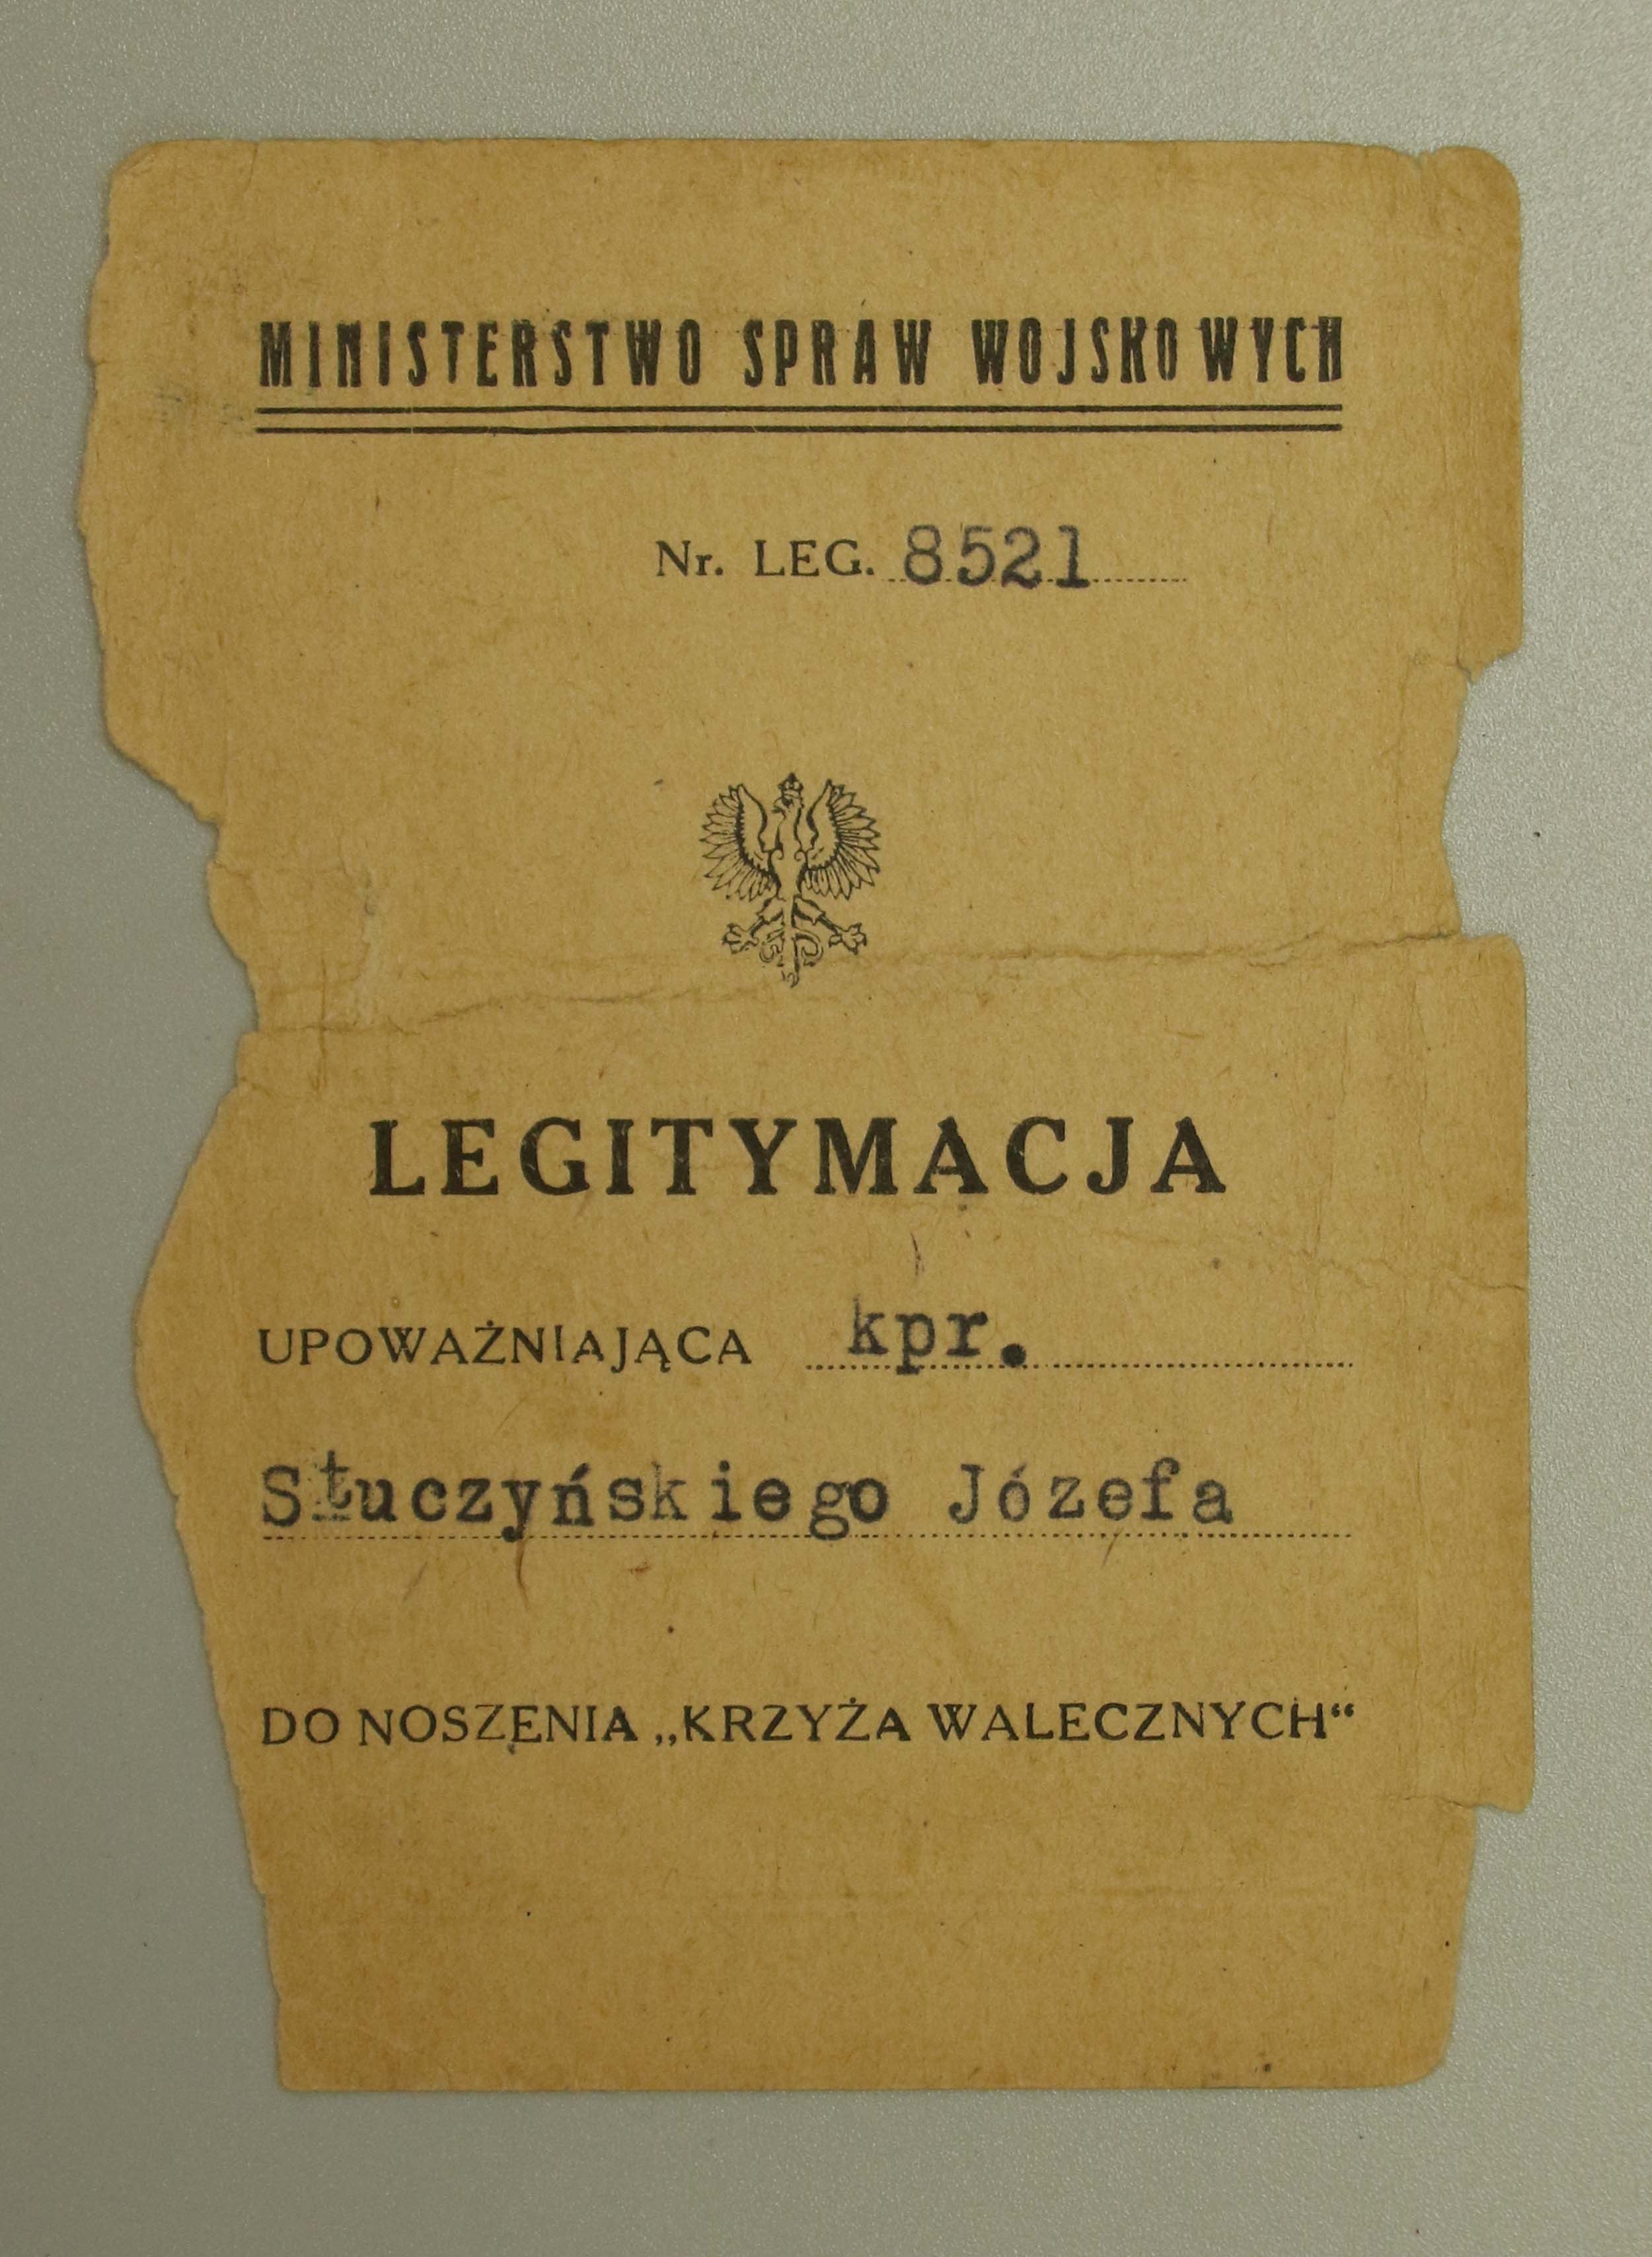 MINISTERSTWO SPRAW WOJSKOWYCH
Nr. LEG. 8521
LEGITYMACJA
UPOWAŻNIAJĄCA kpr.
Słuczyńskiego Józefa
DO NOSZENIA „KRZYŻA WALECZNYCH“